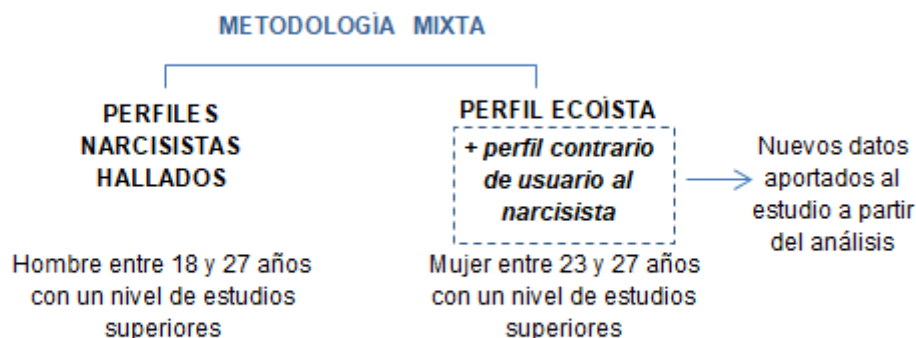 METODOLOGÌA MIXTA
PERFILES
NARCISISTAS
HALLADOS
Hombre entre 18 y 27 años
con un nivel de estudios
superiores
PERFIL ECOÌSTA
+ perfil contrario
de usuario al
narcisista
Mujer entre 23 y 27 años
con un nivel de estudios
superiores
Nuevos datos
aportados al
estudio a partir
del análisis